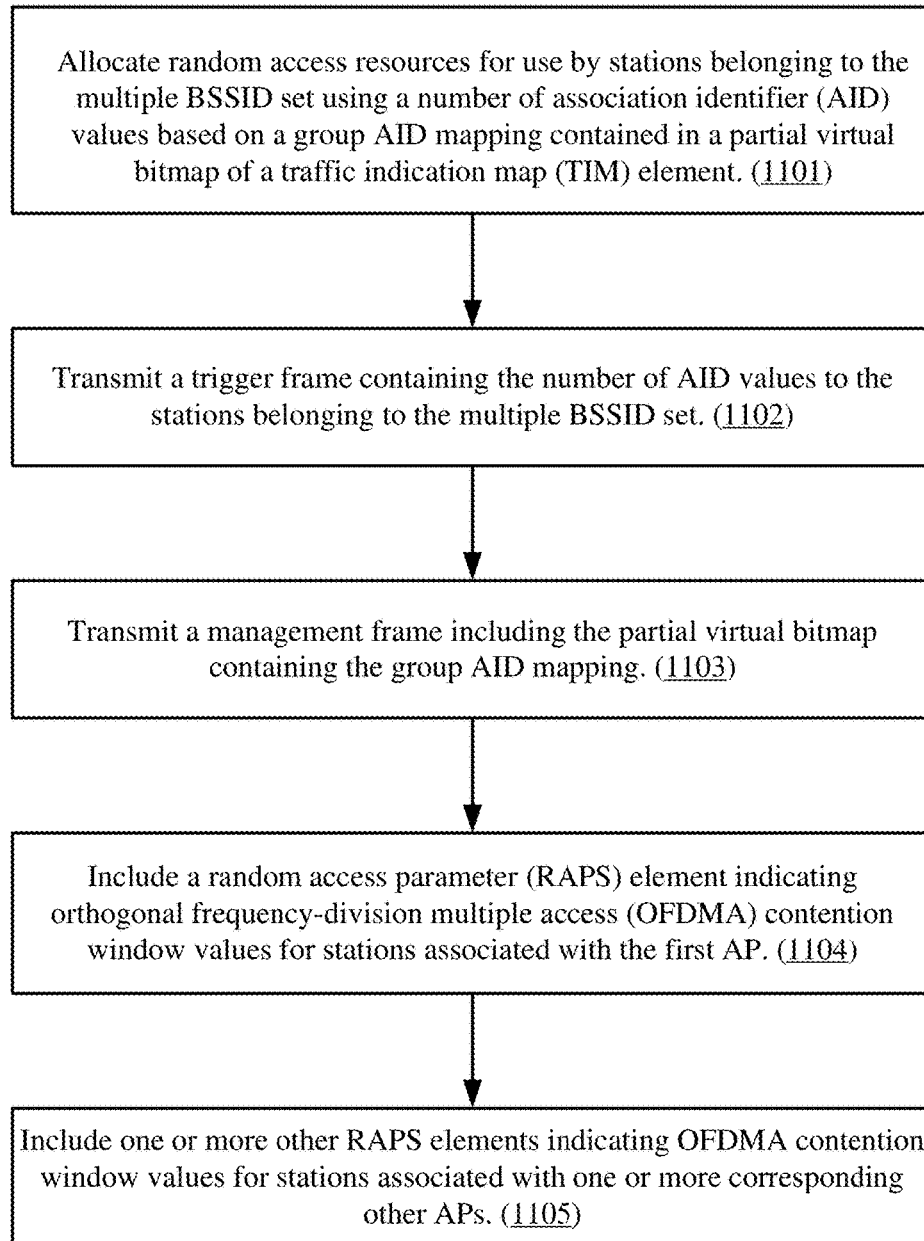 Allocate random access resources for use by stations belonging to the
multiple BSSID set using a number of association identifier (AID)
values based on a group AID mapping contained in a partial virtual
bitmap of a traffic indication map (TIM) element. (1101)
Transmit a trigger frame containing the number of AID values to the
stations belonging to the multiple BSSID set. (1102)
Transmit a management frame including the partial virtual bitmap
containing the group AID mapping. (1103)
Include a random access parameter (RAPS) element indicating
orthogonal frequency-division multiple access (OFDMA) contention
window values for stations associated with the first AP. (1104)
Include one or more other RAPS elements indicating OFDMA contention
window values for stations associated with one or more corresponding
other APs. (1105)